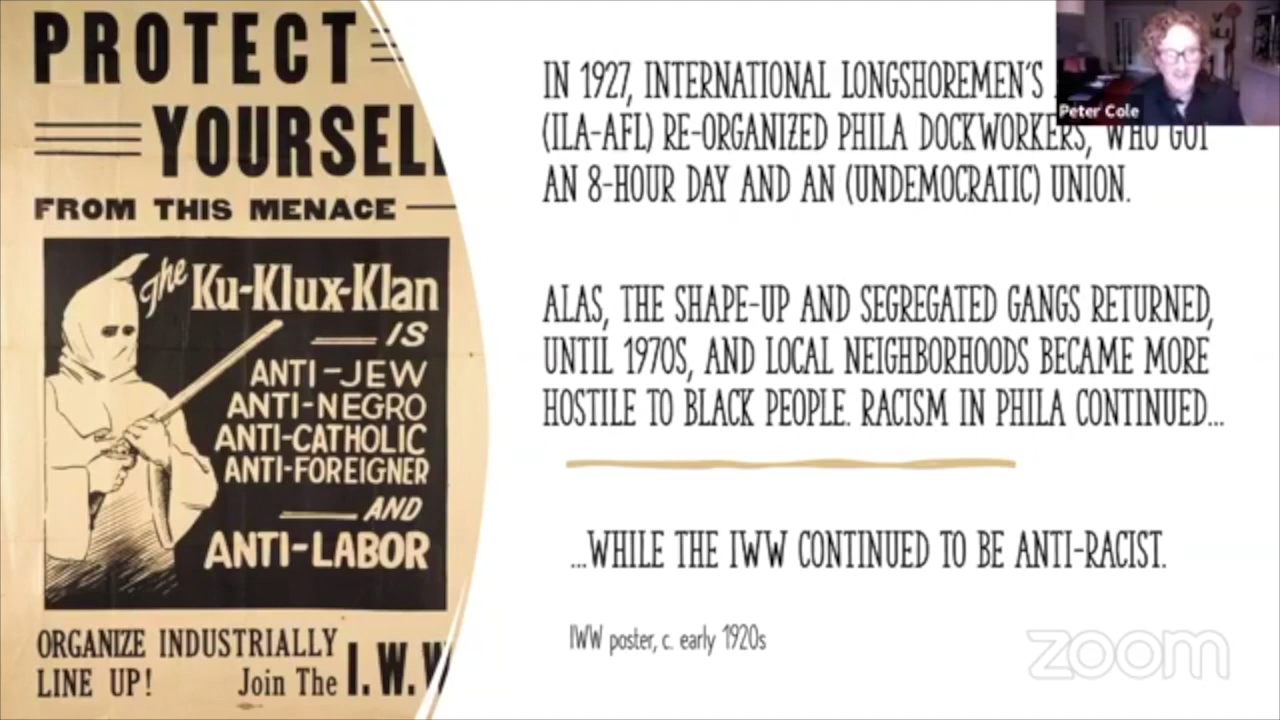 PROTECT
YOURSEL
FROM THIS MENACE
The Ku-Klux-Klan
IS
ANTI-JEW
ANTI-NEGRO
ANTI-CATHOLIC
ANTI-FOREIGNER
AND
ANTI-LABOR
ORGANIZE INDUSTRIALLY
LINE UP! Join The I.W.W
IN 1927, INTERNATIONAL LONGSHOREMEN'S
(ILA-AFL) RE-ORGANIZED PHILA DOCKWORKERS, WHO GOT
AN 8-HOUR DAY AND AN (UNDEMOCRATIC) UNION.
ALAS, THE SHAPE-UP AND SEGREGATED GANGS RETURNED,
UNTIL 1970S, AND LOCAL NEIGHBORHOODS BECAME MORE
HOSTILE TO BLACK PEOPLE. RACISM IN PHILA CONTINUED...
...WHILE THE IWW CONTINUED TO BE ANTI-RACIST.
IWW poster, c. early 1920s
Peter Cole
zoom